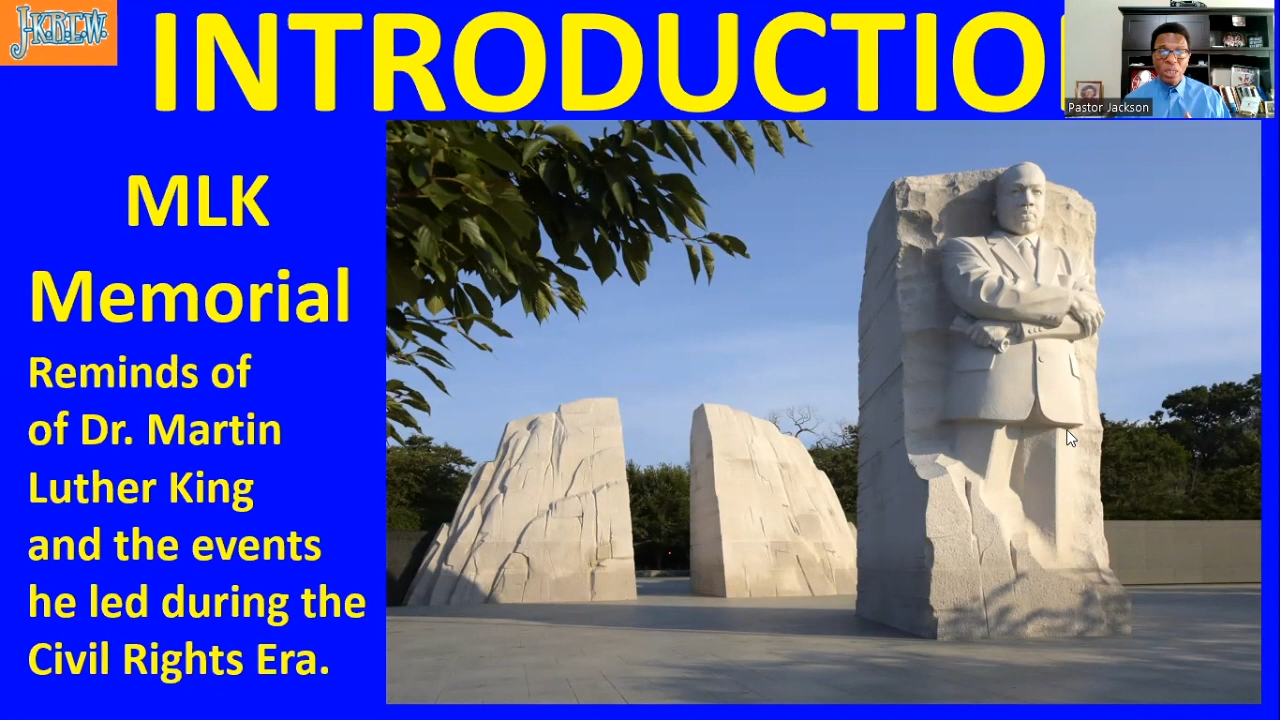 J-K.R.E.W.
INTRODUCTIO
Pastor Jackson
MLK
Memorial
Reminds of
of Dr. Martin
Luther King
and the events
he led during the
Civil Rights Era.